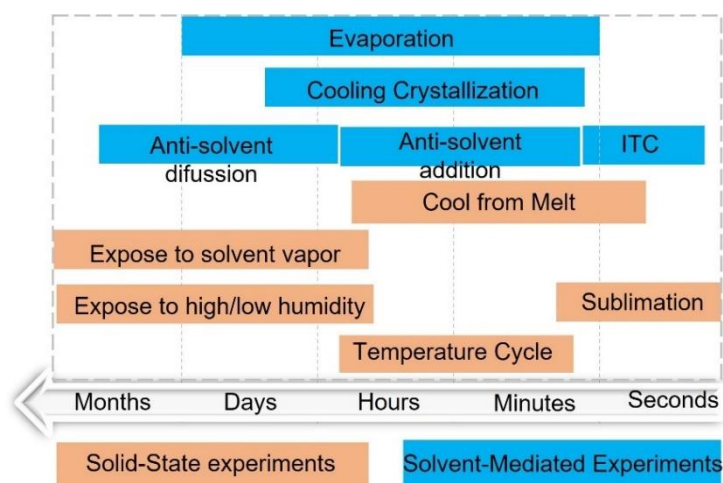 Evaporation
Cooling Crystallization
Anti-solvent
difussion
Anti-solvent
addition
ITC
Cool from Melt
Expose to solvent vapor
Expose to high/low humidity
Sublimation
Temperature Cycle
Months Days Hours Minutes Seconds
Solid-State experiments
Solvent-Mediated Experiments